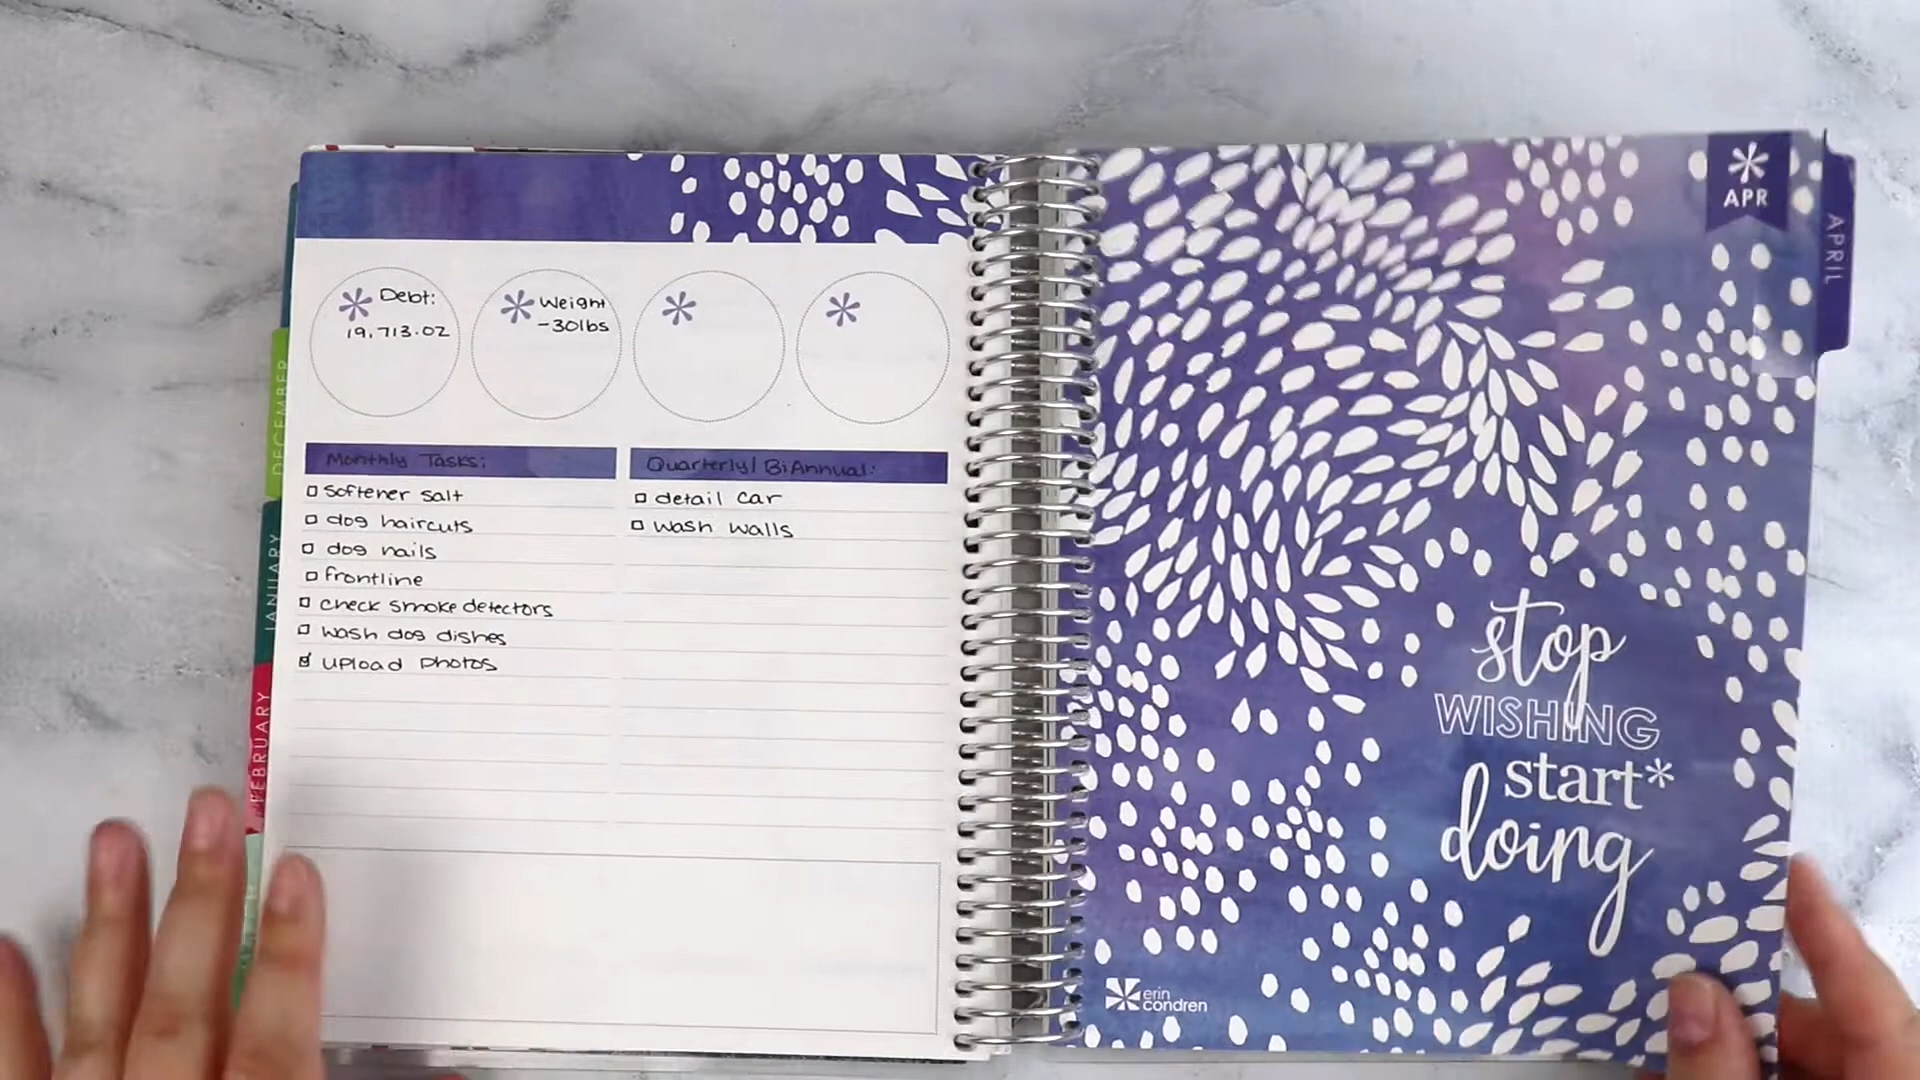 DECEMBER
JANUARY
FEBRUARY
Debt:
19,713.02
Weight
-30lbs
Monthly Tasks:
softener salt
dog haircuts
dog nails
frontline
check smoke detectors
wash dog dishes
upload photos
Quarterly/BiAnnual:
detail car
wash walls
APR
APRIL
stop
WISHING
start*
doing
erin
condren